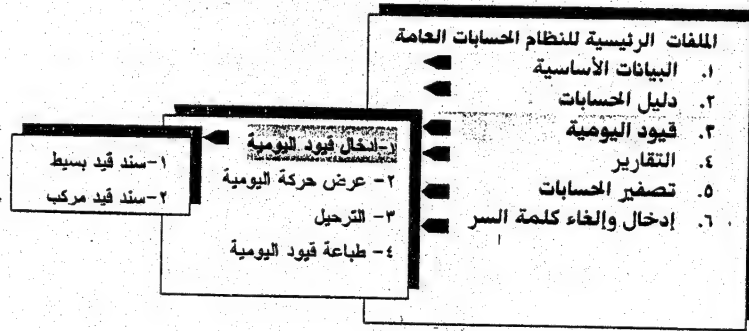 الملفات الرئيسية للنظام الحسابات العامة
١. البيانات الأساسية
٢. دليل الحسابات
٣. قيود اليومية
٤. التقارير
٥. تصفير الحسابات
٦. إدخال وإلغاء كلمة السر
١-ادخال قيود اليومية
٢- عرض حركة اليومية
٣- الترحيل
٤- طباعة قيود اليومية
١-سند قيد بسيط
٢-سند قيد مركب